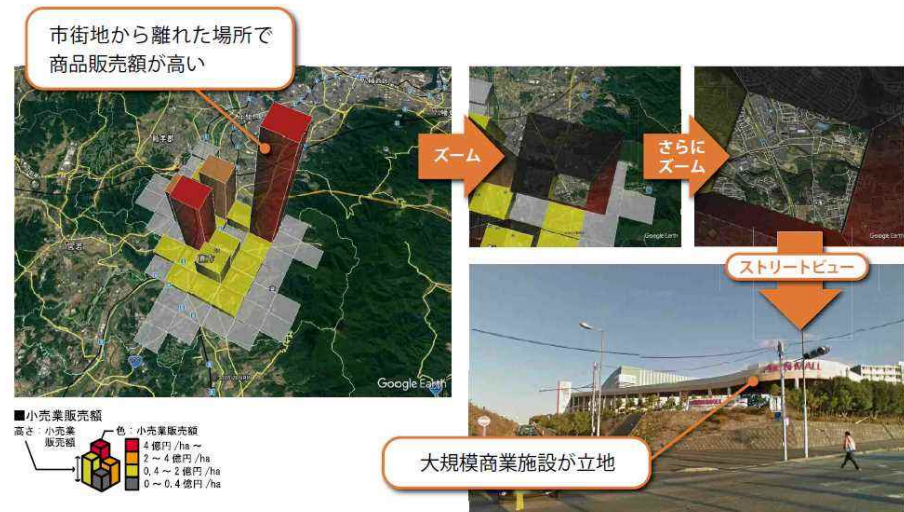 市街地から離れた場所で
商品販売額が高い
ズーム
さらに
ズーム
Google Earth
Google Earth
Google Earth
ストリートビュー
AEON MALL
大規模商業施設が立地
■小売業販売額
高さ：小売業
販売額
色：小売業販売額
4億円/ha～
2～4億円/ha
0.4～2億円/ha
0～0.4億円/ha